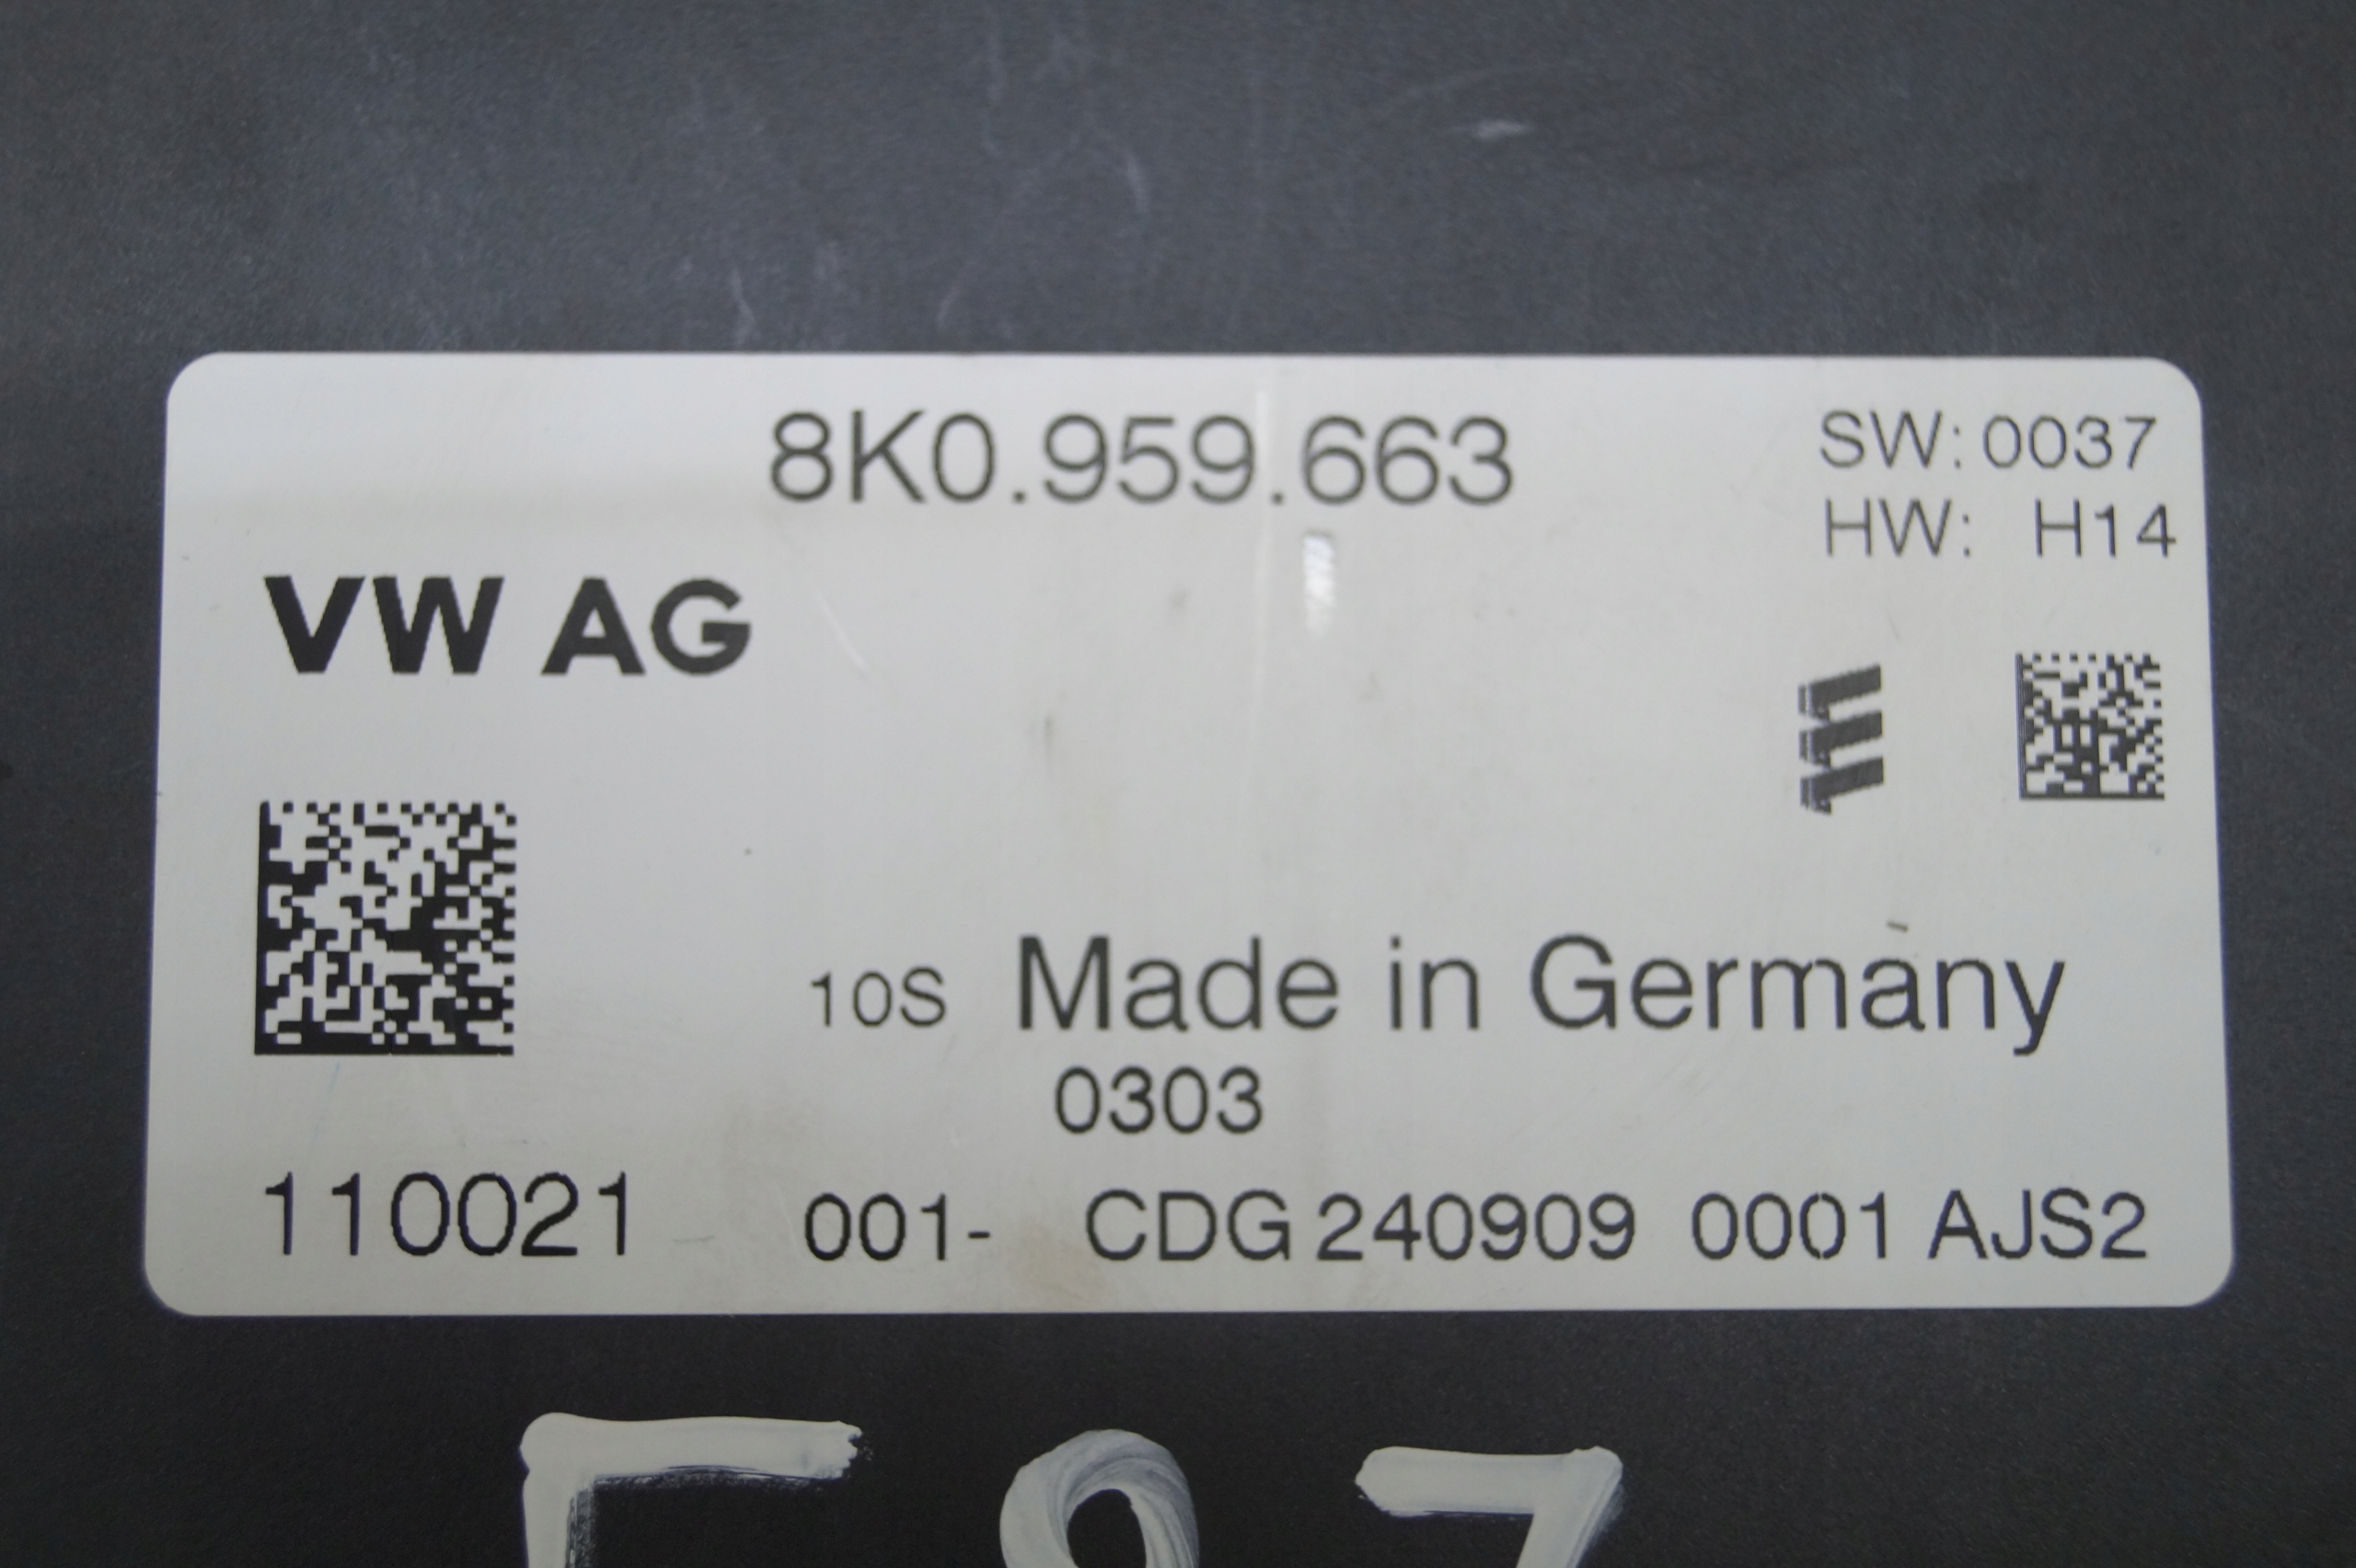 8K0.959.663
SW: 0037
HW: H14
VW AG
10S Made in Germany
0303
110021 001- CDG 240909 0001 AJS2